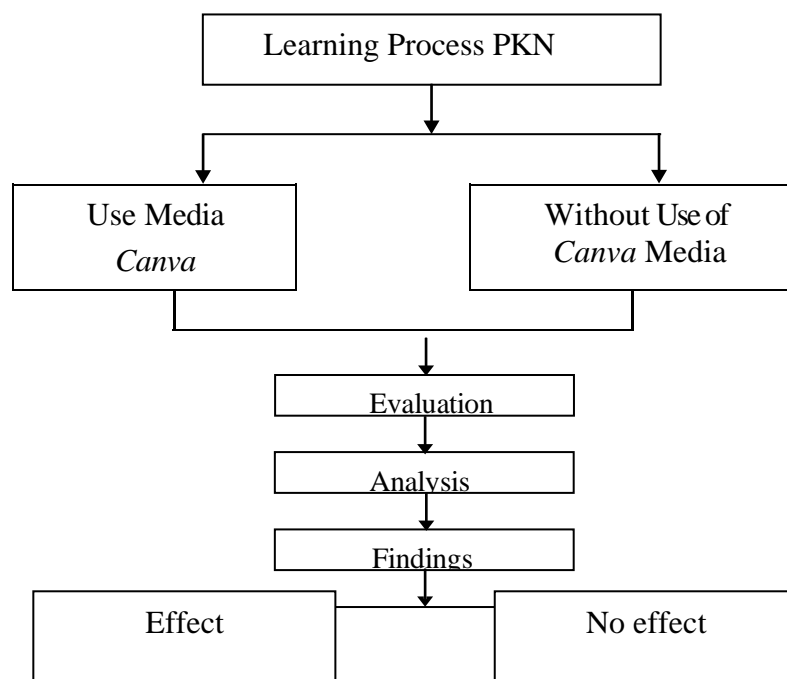 Learning Process PKN
Use Media
Canva
Without Use of
Canva Media
Evaluation
Analysis
Findings
Effect
No effect